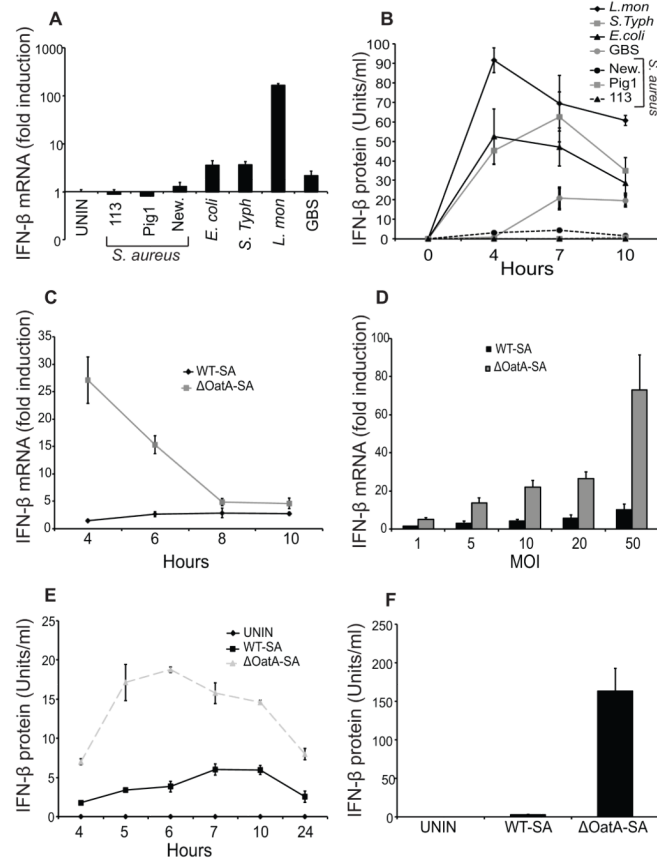 A
IFN-β mRNA (fold induction)
1000
100
10
1
0
UNIN
113
Pig1
New.
E. coli
S. Typh
L. mon
GBS
S. aureus
B
L.mon
S.Typh
E.coli
GBS
New.
Pig1
113
S. aureus
IFN-β protein (Units/ml)
100
90
80
70
60
50
40
30
20
10
0
0 4 7 10
Hours
C
IFN-β mRNA (fold induction)
35
30
25
20
15
10
5
0
WT-SA
ΔOatA-SA
4 6 8 10
Hours
D
IFN-β mRNA (fold induction)
100
80
60
40
20
0
WT-SA
ΔOatA-SA
1 5 10 20 50
MOI
E
IFN-β protein (Units/ml)
25
20
15
10
5
0
UNIN
WT-SA
ΔOatA-SA
4 5 6 7 10 24
Hours
F
IFN-β protein (Units/ml)
250
200
150
100
50
0
UNIN WT-SA ΔOatA-SA